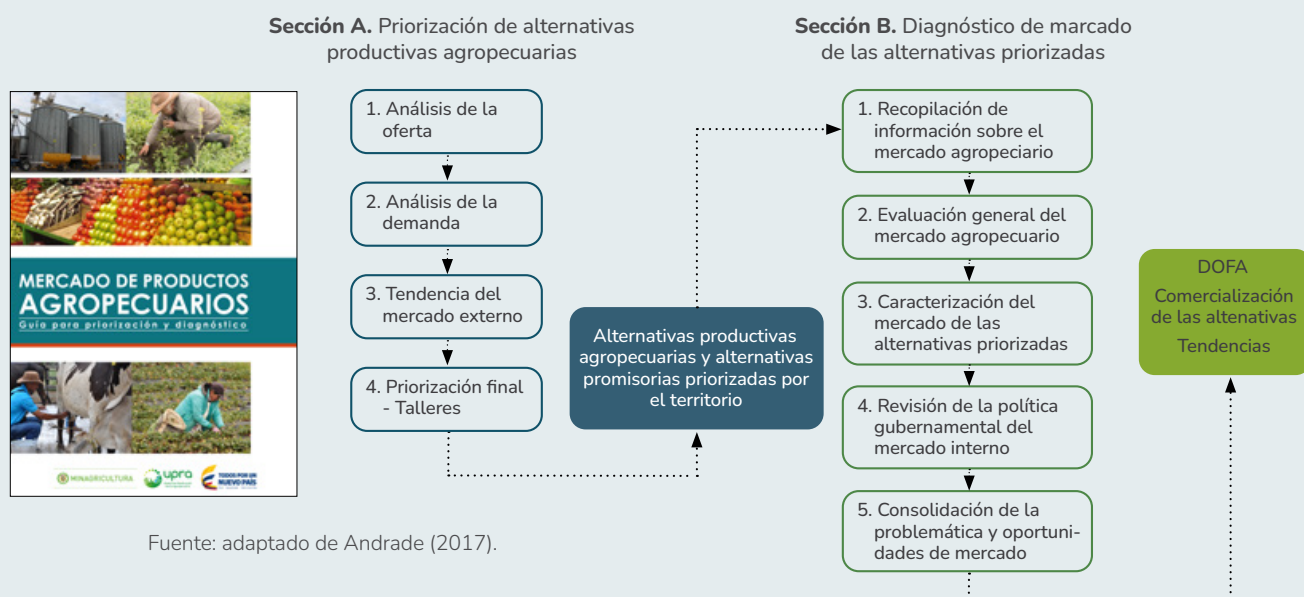 Sección A. Priorización de alternativas
productivas agropecuarias
Sección B. Diagnóstico de marcado
de las alternativas priorizadas
MERCADO DE PRODUCTOS
AGROPECUARIOS
Guía para priorización y diagnóstico
MINAGRICULTURA
upra
TODOS POR UN
NUEVO PAÍS
1. Análisis de la
oferta
2. Análisis de la
demanda
3. Tendencia del
mercado externo
4. Priorización final
- Talleres
Alternativas productivas
agropecuarias y alternativas
promisorias priorizadas por
el territorio
1. Recopilación de
información sobre el
mercado agropeciario
2. Evaluación general del
mercado agropecuario
3. Caracterización del
mercado de las
alternativas priorizadas
4. Revisión de la política
gubernamental del
mercado interno
5. Consolidación de la
problemática y oportuni-
dades de mercado
DOFA
Comercialización
de las altenativas
Tendencias
Fuente: adaptado de Andrade (2017).